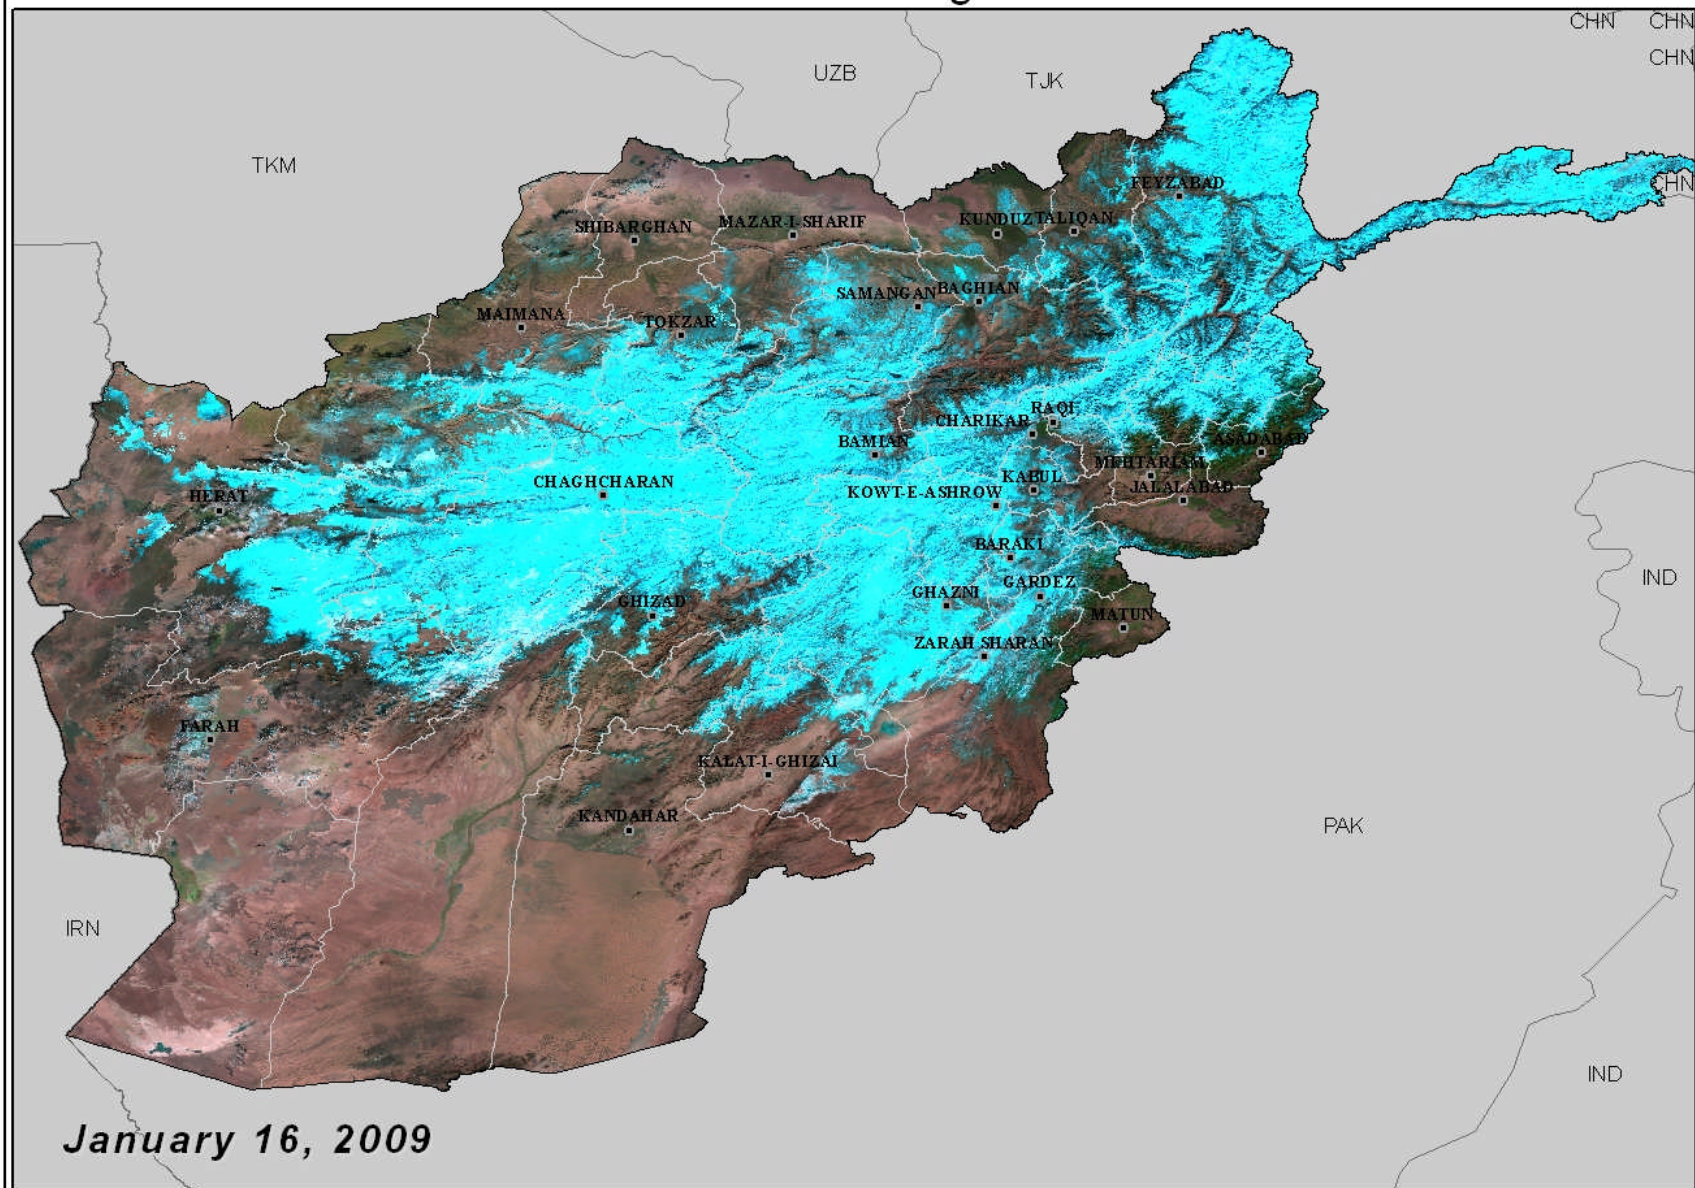 CHN CHN
CHN
UZB
TJK
TKM
CHN
FEYZABAD
SHIBARGHAN
MAZAR-I-SHARIF
KUNDUZ
TALIQAN
SAMANGAN
BAGHIAN
MAIMANA
TOKZAR
RAQI
CHARIKAR
BAMIAN
ASADABAD
MEHTARIAM
CHAGHCHARAN
KABUL
JALALABAD
KOWT-E-ASHROW
HERAT
BARAKI
IND
GHAZNI
GARDEZ
GHIZAD
MATUN
ZARAH SHARAN
FARAH
KALAT-I-GHIZAI
KANDAHAR
PAK
IRN
IND
January 16, 2009